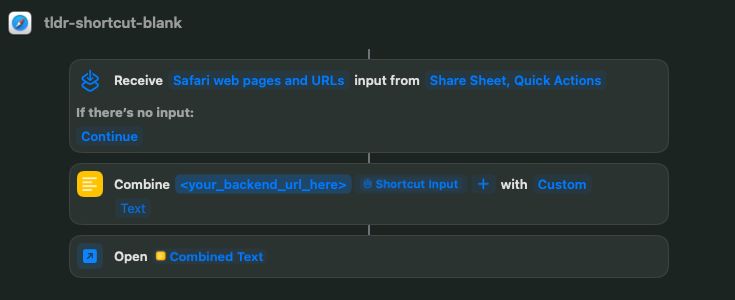 tldr-shortcut-blank
Receive Safari web pages and URLs input from Share Sheet, Quick Actions
If there's no input:
Continue
Combine <your_backend_url_here> Shortcut Input + with Custom
Text
Open Combined Text